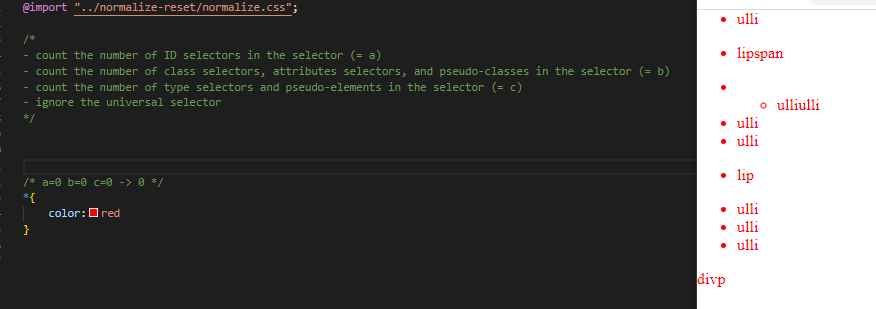 @import "../normalize-reset/normalize.css";
/*
- count the number of ID selectors in the selector (= a)
- count the number of class selectors, attributes selectors, and pseudo-classes in the selector (= b)
- count the number of type selectors and pseudo-elements in the selector (= c)
- ignore the universal selector
*/
/* a=0 b=0 c=0 -> 0 */
*{
color:red
}
ulli
lipspan
ulliulli
ulli
ulli
lip
ulli
ulli
ulli
divp